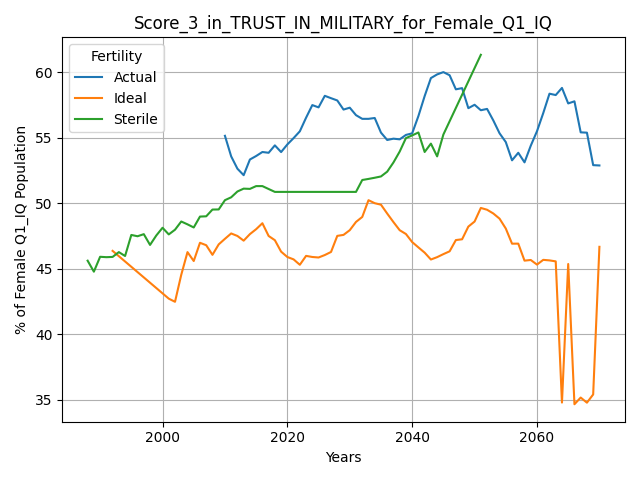 Score_3_in_TRUST_IN_MILITARY_for_Female_Q1_IQ
Fertility
Actual
Ideal
Sterile
% of Female Q1_IQ Population
60
55
50
45
40
35
2000
2020
2040
2060
Years